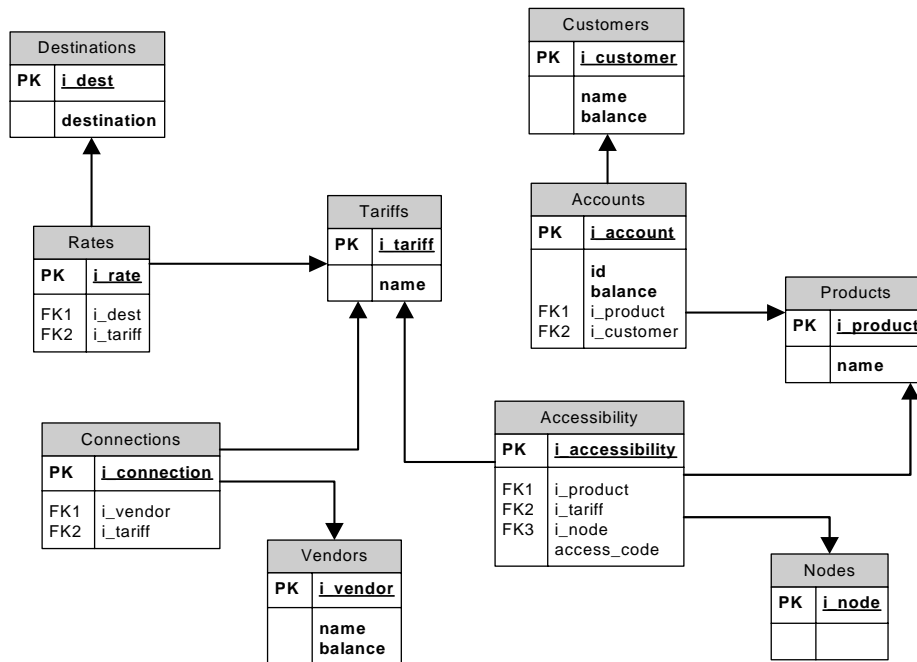 Customers
PK i_customer
name
balance
Destinations
PK i_dest
destination
Accounts
PK i_account
id
balance
FK1 i_product
FK2 i_customer
Tariffs
PK i_tariff
name
Rates
PK i_rate
FK1 i_dest
FK2 i_tariff
Products
PK i_product
name
Accessibility
PK i_accessibility
FK1 i_product
FK2 i_tariff
FK3 i_node
access_code
Connections
PK i_connection
FK1 i_vendor
FK2 i_tariff
Vendors
PK i_vendor
name
balance
Nodes
PK i_node